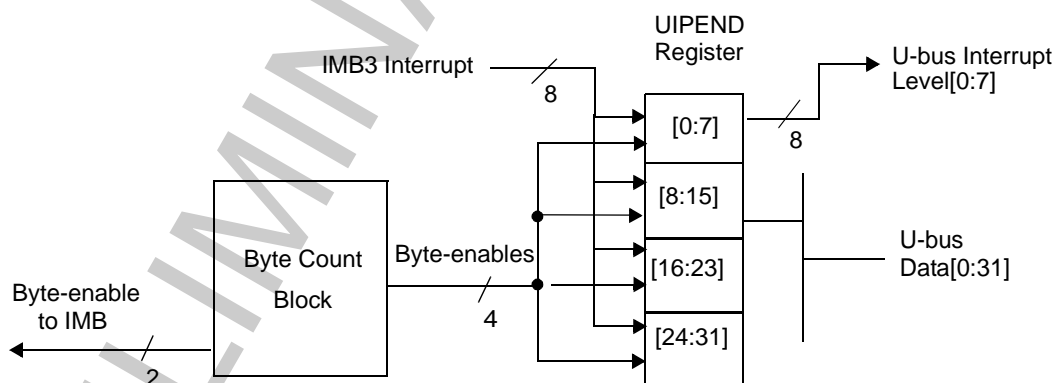 UIPEND
Register
IMB3 Interrupt
8
U-bus Interrupt
Level[0:7]
[0:7]
8
[8:15]
Byte Count
Block
Byte-enables
4
[16:23]
U-bus
Data[0:31]
Byte-enable
to IMB
2
[24:31]